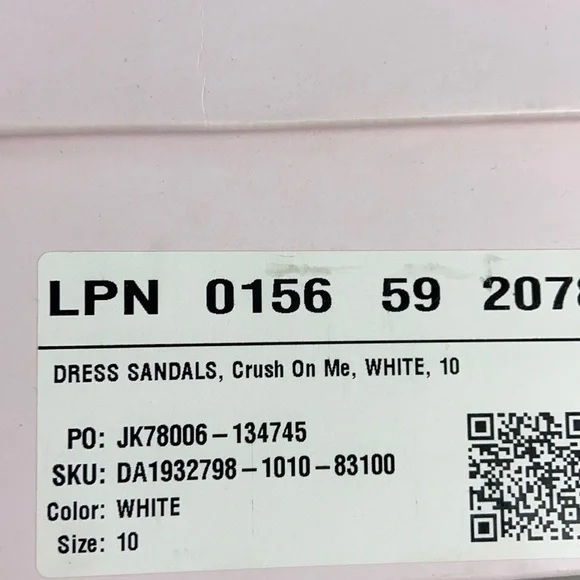 LPN 0156 59 2078
DRESS SANDALS, Crush On Me, WHITE, 10
PO: JK78006-134745
SKU: DA1932798-1010-83100
Color: WHITE
Size: 10